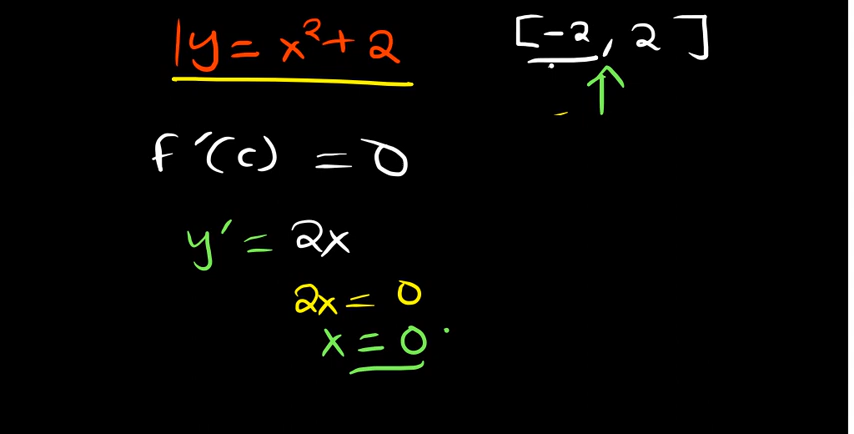 y = x² + 2
[-2, 2]
f'(c) = 0
y' = 2x
2x = 0
x = 0